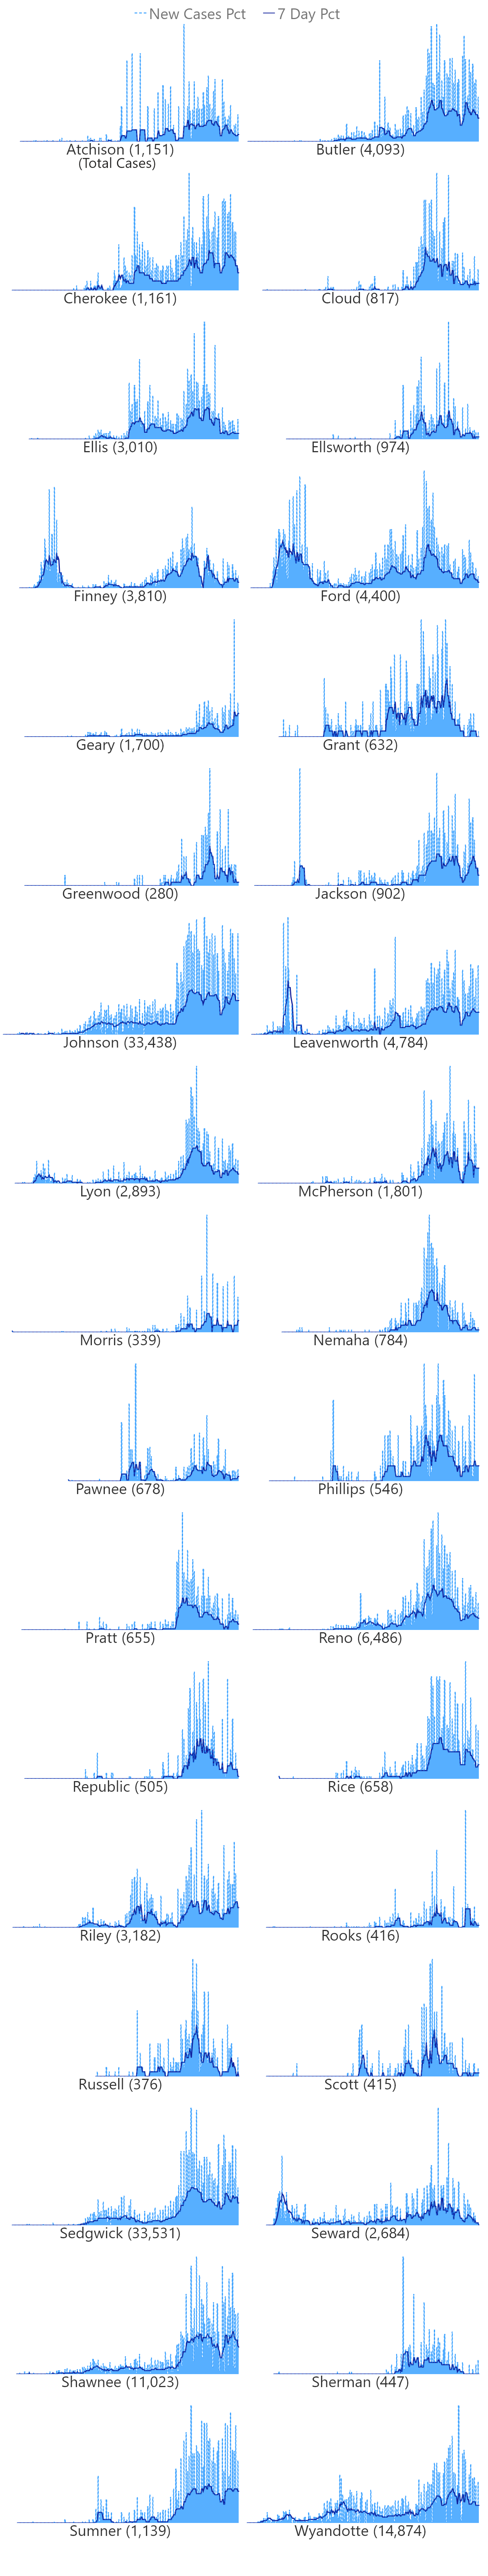 New Cases Pct 7 Day Pct
Atchison (1,151) Butler (4,093)
(Total Cases)
Cherokee (1,161) Cloud (817)
Ellis (3,010) Ellsworth (974)
Finney (3,810) Ford (4,400)
Geary (1,700) Grant (632)
Greenwood (280) Jackson (902)
Johnson (33,438) Leavenworth (4,784)
Lyon (2,893) McPherson (1,801)
Morris (339) Nemaha (784)
Pawnee (678) Phillips (546)
Pratt (655) Reno (6,486)
Republic (505) Rice (658)
Riley (3,182) Rooks (416)
Russell (376) Scott (415)
Sedgwick (33,531) Seward (2,684)
Shawnee (11,023) Sherman (447)
Sumner (1,139) Wyandotte (14,874)